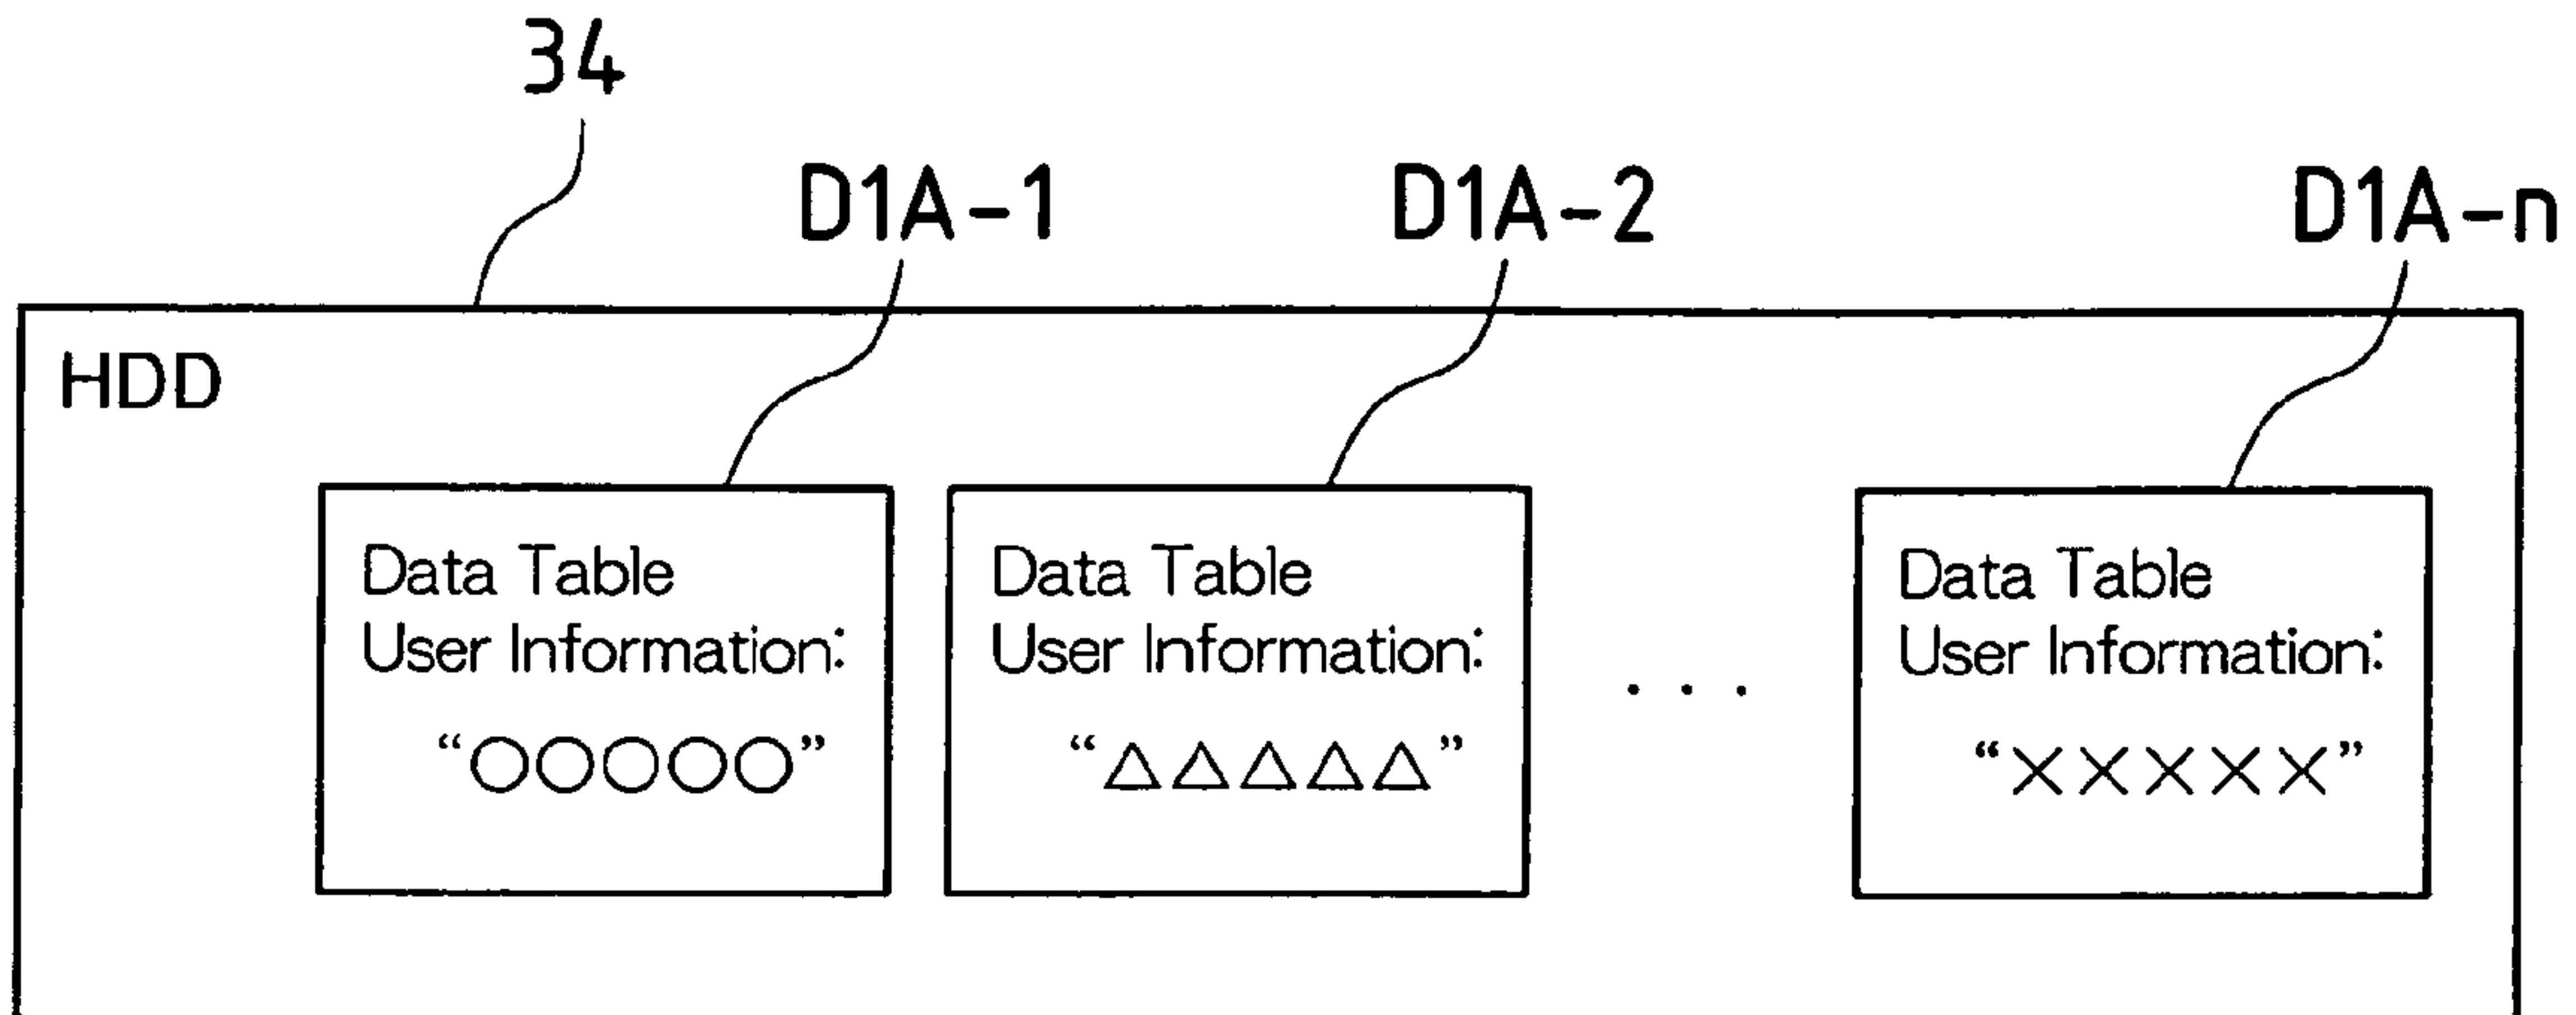 34
D1A-1 D1A-2 D1A-n
HDD
Data Table
User Information:
“○○○○○”
Data Table
User Information:
“△△△△△”
. . .
Data Table
User Information:
“×××××”